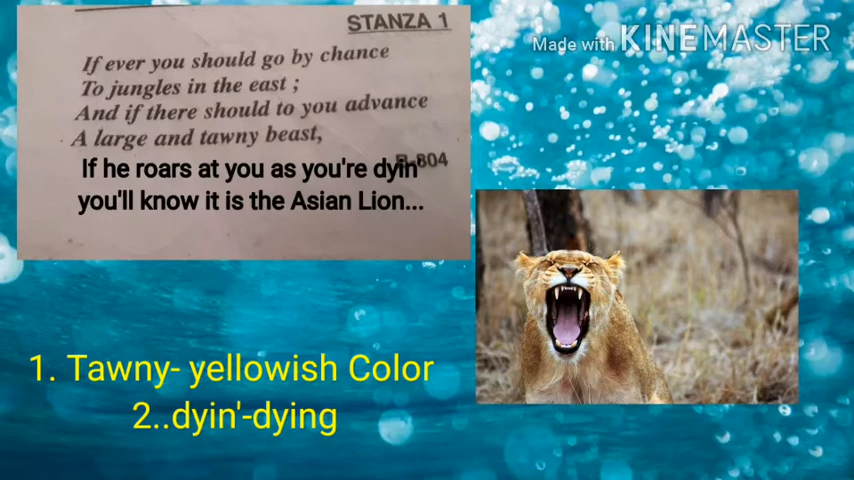 STANZA 1
Made with KINEMASTER
If ever you should go by chance
To jungles in the east ;
And if there should to you advance
A large and tawny beast,
If he roars at you as you're dyin'
you'll know it is the Asian Lion...
1. Tawny- yellowish Color
2..dyin'-dying